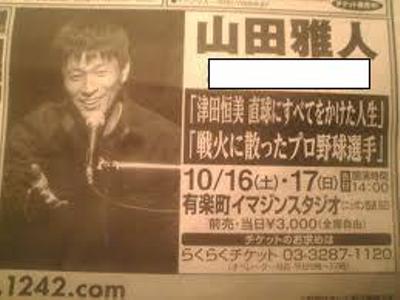 山田雅人
「津田恒美 直球にすべてをかけた人生」
「戦火に散ったプロ野球選手」
10/16(土)・17(日) 各日 開演時間 14:00
有楽町イマジンスタジオ
前売・当日¥3,000(全席自由)
チケットのお求めは
らくらくチケット 03-3287-1120
.1242.com